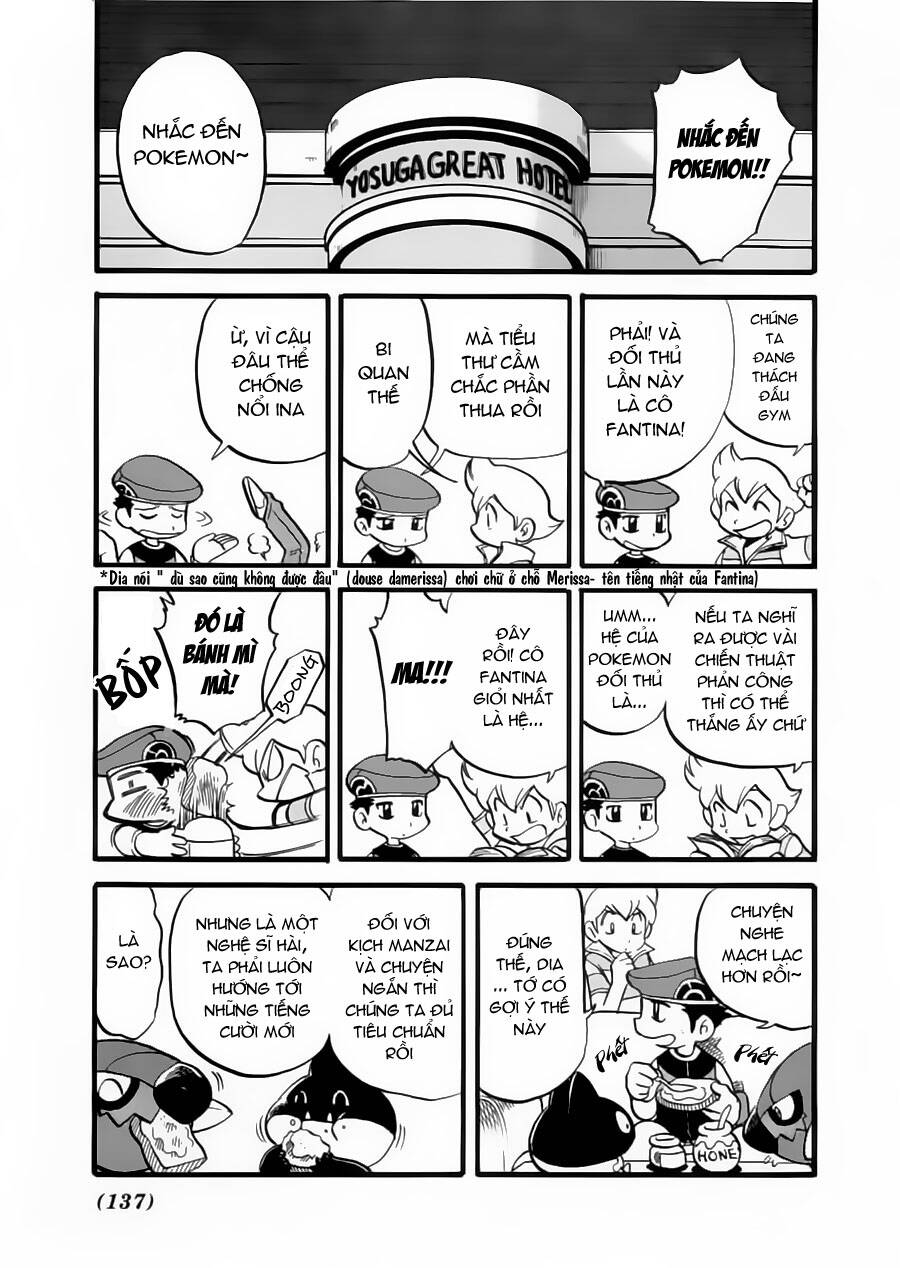 NHẮC ĐẾN
POKEMON!!
YOSUGA GREAT HOTEL
NHẮC ĐẾN
POKEMON~
CHÚNG
TA
ĐANG
THÁCH
ĐẤU
GYM
PHẢI! VÀ
ĐỐI THỦ
LẦN NÀY
LÀ CÔ
FANTINA!
MÀ TIỂU
THƯ CẦM
CHẮC PHẦN
THUA RỒI
BI
QUAN
THẾ
Ừ, VÌ CẬU
ĐÂU THỂ
CHỐNG
NỔI INA
*Dia nói " dù sao cũng không được đâu" (douse damerissa) chơi chữ ở chỗ Merissa- tên tiếng nhật của Fantina)
NẾU TA NGHĨ
RA ĐƯỢC VÀI
CHIẾN THUẬT
PHẢN CÔNG
THÌ CÓ THỂ
THẮNG ẤY CHỨ
UMM...
HỆ CỦA
POKEMON
ĐỐI THỦ
LÀ...
ĐÂY
RỒI! CÔ
FANTINA
GIỎI NHẤT
LÀ HỆ...
MA!!!
BOONG
ĐÓ LÀ
BÁNH MÌ
MÀ!
BỐP
CHUYỆN
NGHE
MẠCH LẠC
HƠN RỒI~
ĐÚNG
THẾ, DIA
... TỚ CÓ
GỢI Ý THẾ
NÀY
Phết
Phết
HONE
ĐỐI VỚI
KỊCH MANZAI
VÀ CHUYỆN
NGẮN THÌ
CHÚNG TA ĐỦ
TIÊU CHUẨN
RỒI
NHƯNG LÀ MỘT
NGHỆ SĨ HÀI,
TA PHẢI LUÔN
HƯỚNG TỚI
NHỮNG TIẾNG
CƯỜI MỚI
LÀ
SAO?
(137)